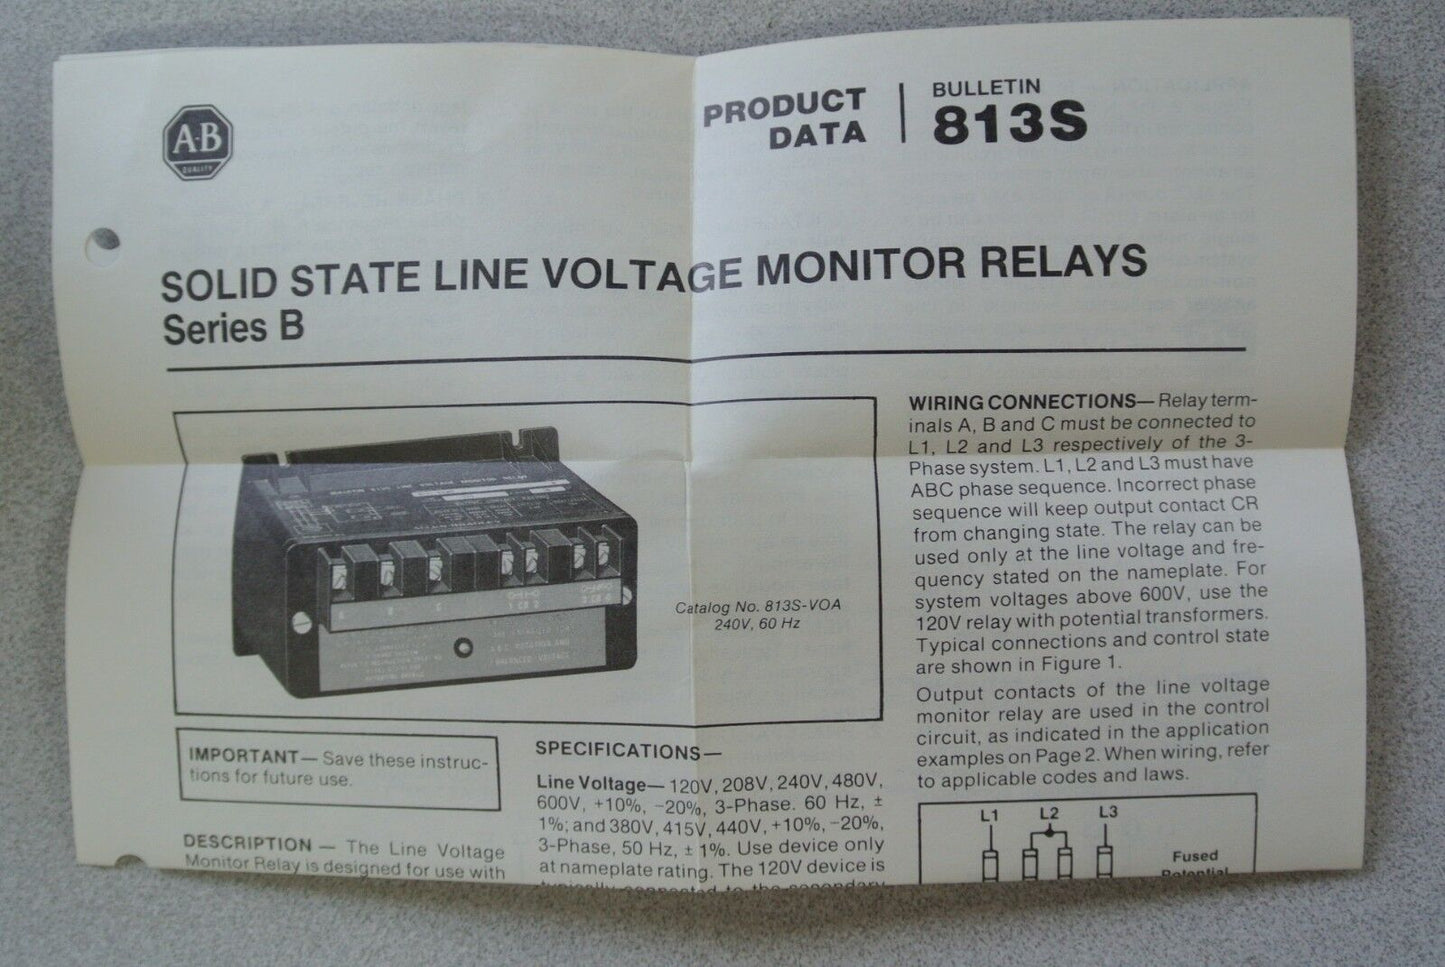 A-B
QUALITY
PRODUCT
DATA
BULLETIN
813S
SOLID STATE LINE VOLTAGE MONITOR RELAYS
Series B
Catalog No. 813S-VOA
240V, 60 Hz
IMPORTANT— Save these instruc-
tions for future use.
DESCRIPTION — The Line Voltage
Monitor Relay is designed for use with
SPECIFICATIONS—
Line Voltage— 120V, 208V, 240V, 480V,
600V, +10%, -20%, 3-Phase. 60 Hz, ±
1%; and 380V, 415V, 440V, +10%, -20%,
3-Phase, 50 Hz, ± 1%. Use device only
at nameplate rating. The 120V device is
typically connected to the secondary
WIRING CONNECTIONS— Relay term-
inals A, B and C must be connected to
L1, L2 and L3 respectively of the 3-
Phase system. L1, L2 and L3 must have
ABC phase sequence. Incorrect phase
sequence will keep output contact CR
from changing state. The relay can be
used only at the line voltage and fre-
quency stated on the nameplate. For
system voltages above 600V, use the
120V relay with potential transformers.
Typical connections and control state
are shown in Figure 1.
Output contacts of the line voltage
monitor relay are used in the control
circuit, as indicated in the application
examples on Page 2. When wiring, refer
to applicable codes and laws.
L1 L2 L3
Fused
Potential